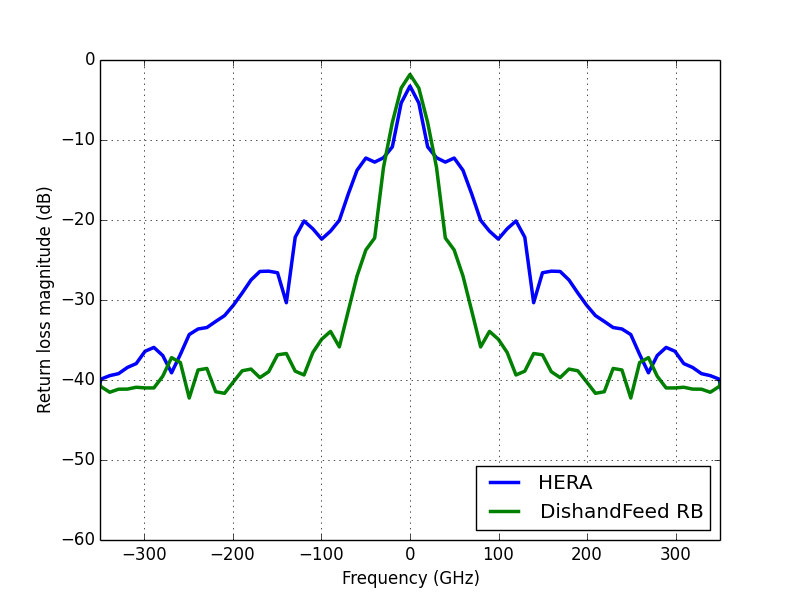 0
−10
−20
−30
−40
−50
−60
Return loss magnitude (dB)
HERA
DishandFeed RB
−300 −200 −100 0 100 200 300
Frequency (GHz)